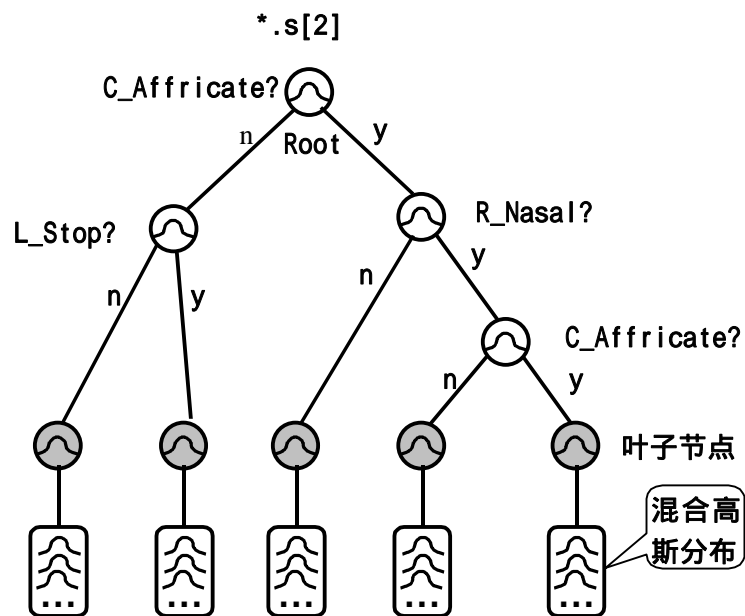 *.s[2]
C_Affricate?
n
Root
y
L_Stop?
R_Nasal?
n
y
n
y
C_Affricate?
n
y
叶子节点
混合高
斯分布
...
...
...
...
...